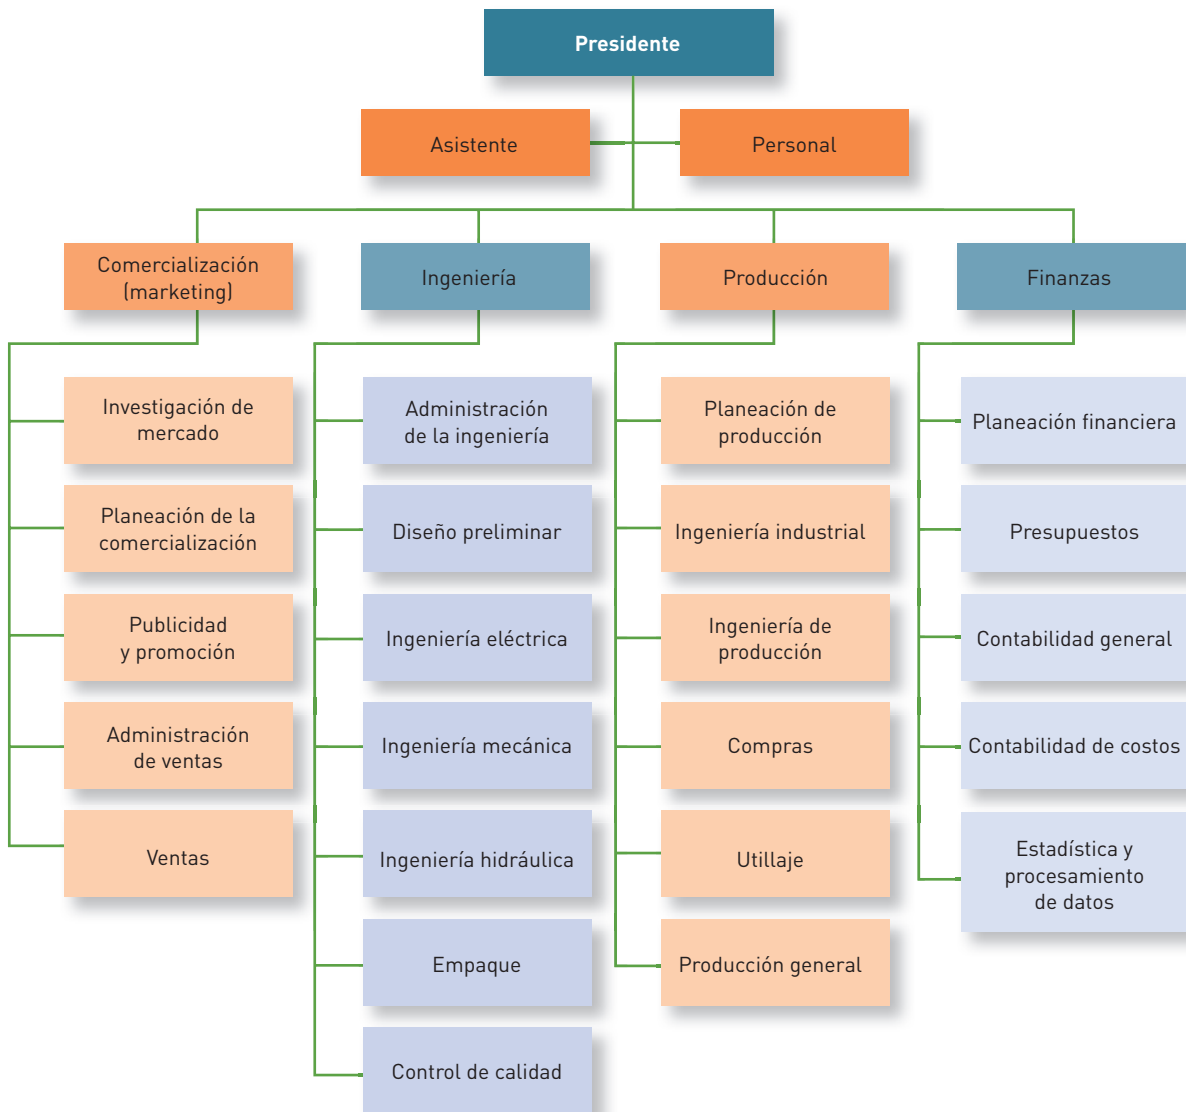 Presidente
Asistente
Personal
Comercialización
(marketing)
Ingeniería
Producción
Finanzas
Investigación de
mercado
Planeación de la
comercialización
Publicidad
y promoción
Administración
de ventas
Ventas
Administración
de la ingeniería
Diseño preliminar
Ingeniería eléctrica
Ingeniería mecánica
Ingeniería hidráulica
Empaque
Control de calidad
Planeación de
producción
Ingeniería industrial
Ingeniería de
producción
Compras
Utillaje
Producción general
Planeación financiera
Presupuestos
Contabilidad general
Contabilidad de costos
Estadística y
procesamiento
de datos